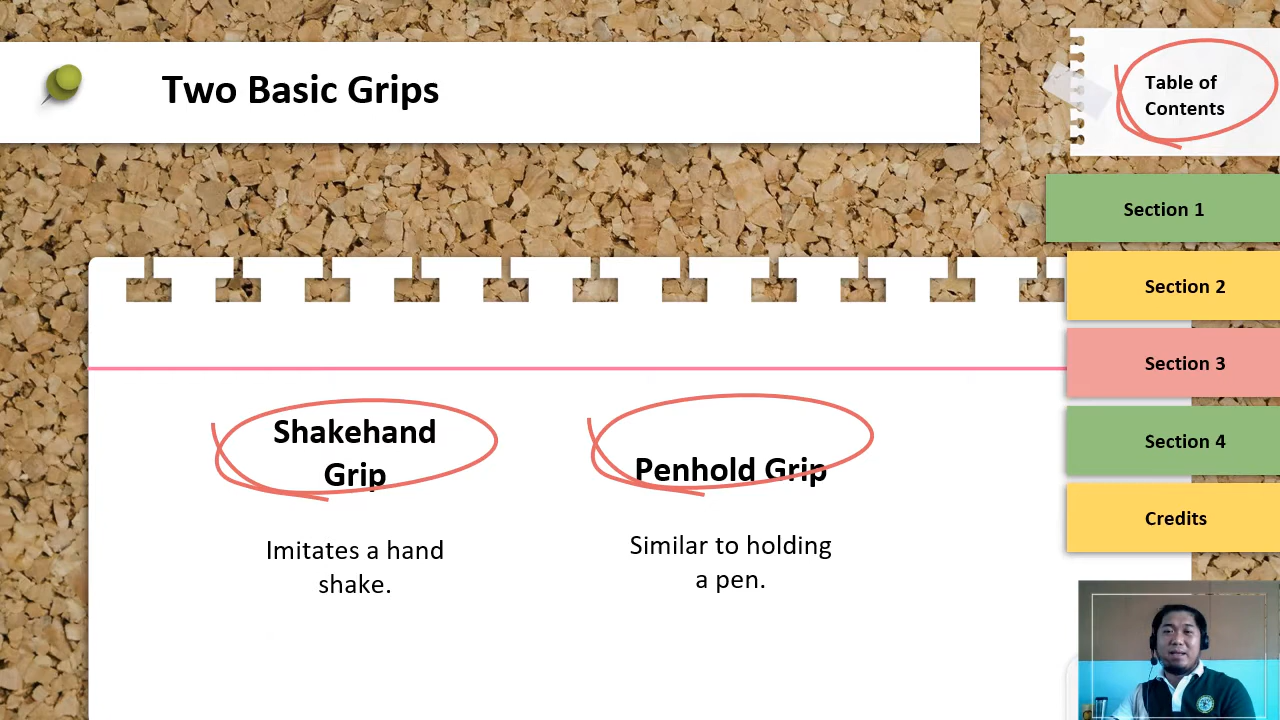 Two Basic Grips
Table of
Contents
Section 1
Section 2
Section 3
Section 4
Credits
Shakehand
Grip
Imitates a hand
shake.
Penhold Grip
Similar to holding
a pen.